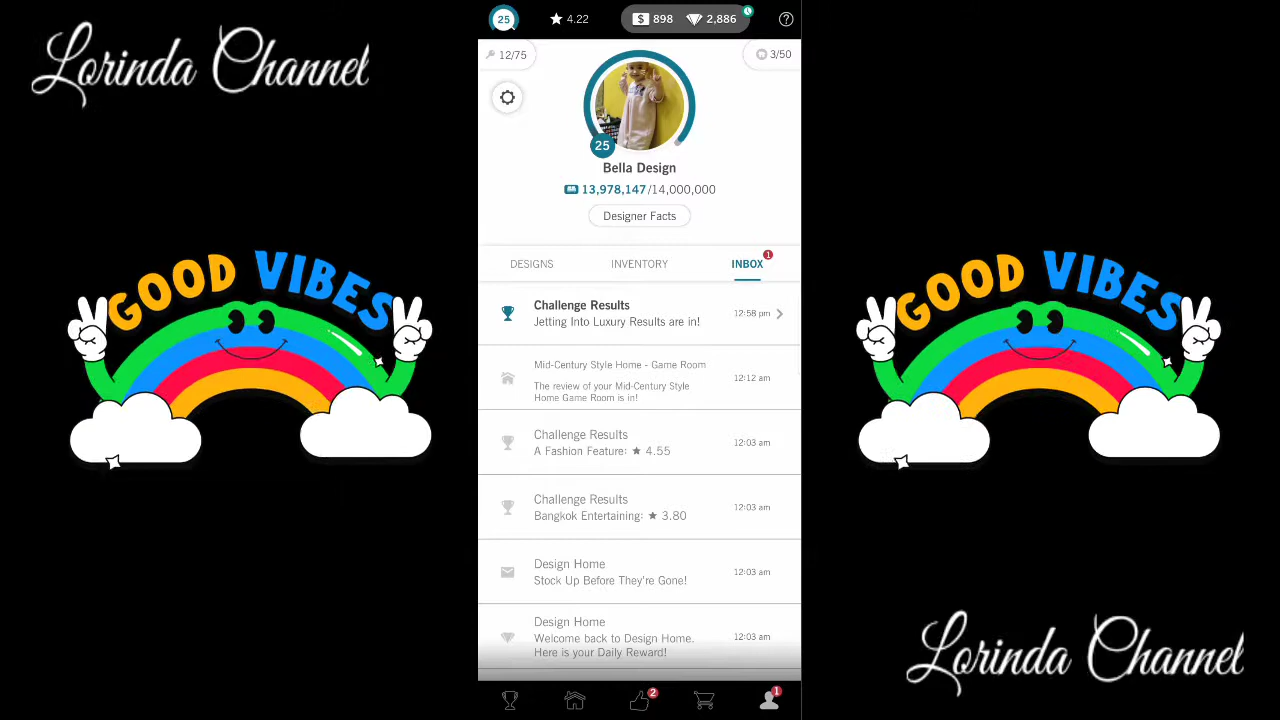 Lorinda Channel
GOOD VIBES
25
4.22
$ 898
2,886
?
12/75
3/50
25
Bella Design
13,978,147/14,000,000
Designer Facts
DESIGNS
INVENTORY
INBOX
1
Challenge Results
Jetting Into Luxury Results are in!
12:58 pm
Mid-Century Style Home - Game Room
The review of your Mid-Century Style
Home Game Room is in!
12:12 am
Challenge Results
A Fashion Feature: ★ 4.55
12:03 am
Challenge Results
Bangkok Entertaining: ★ 3.80
12:03 am
Design Home
Stock Up Before They're Gone!
12:03 am
Design Home
Welcome back to Design Home.
Here is your Daily Reward!
12:03 am
2
1
GOOD VIBES
Lorinda Channel